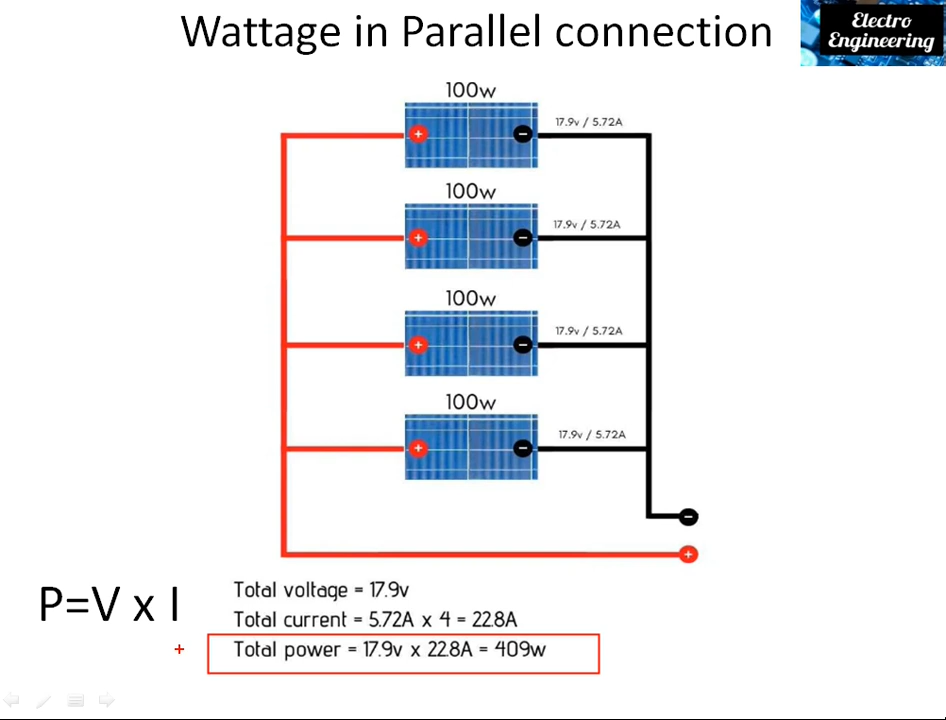 Wattage in Parallel connection
Electro
Engineering
100w
+
−
17.9v / 5.72A
100w
+
−
17.9v / 5.72A
100w
+
−
17.9v / 5.72A
100w
+
−
17.9v / 5.72A
−
+
P=V x I
Total voltage = 17.9v
Total current = 5.72A x 4 = 22.8A
+
Total power = 17.9v x 22.8A = 409w